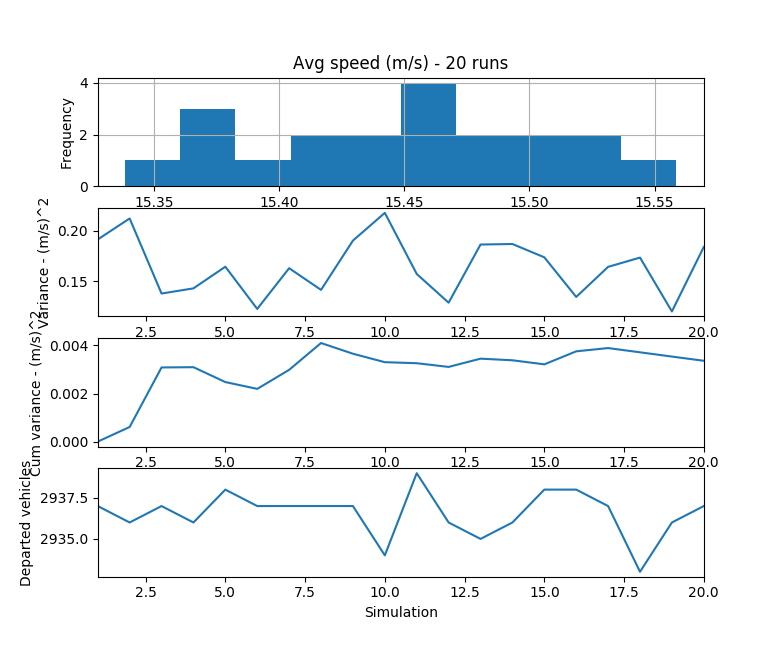 Avg speed (m/s) - 20 runs
Frequency
4
2
0
15.35 15.40 15.45 15.50 15.55
Variance - (m/s)^2
0.20
0.15
2.5 5.0 7.5 10.0 12.5 15.0 17.5 20.0
Cum variance - (m/s)^2
0.004
0.002
0.000
2.5 5.0 7.5 10.0 12.5 15.0 17.5 20.0
Departed vehicles
2937.5
2935.0
2.5 5.0 7.5 10.0 12.5 15.0 17.5 20.0
Simulation